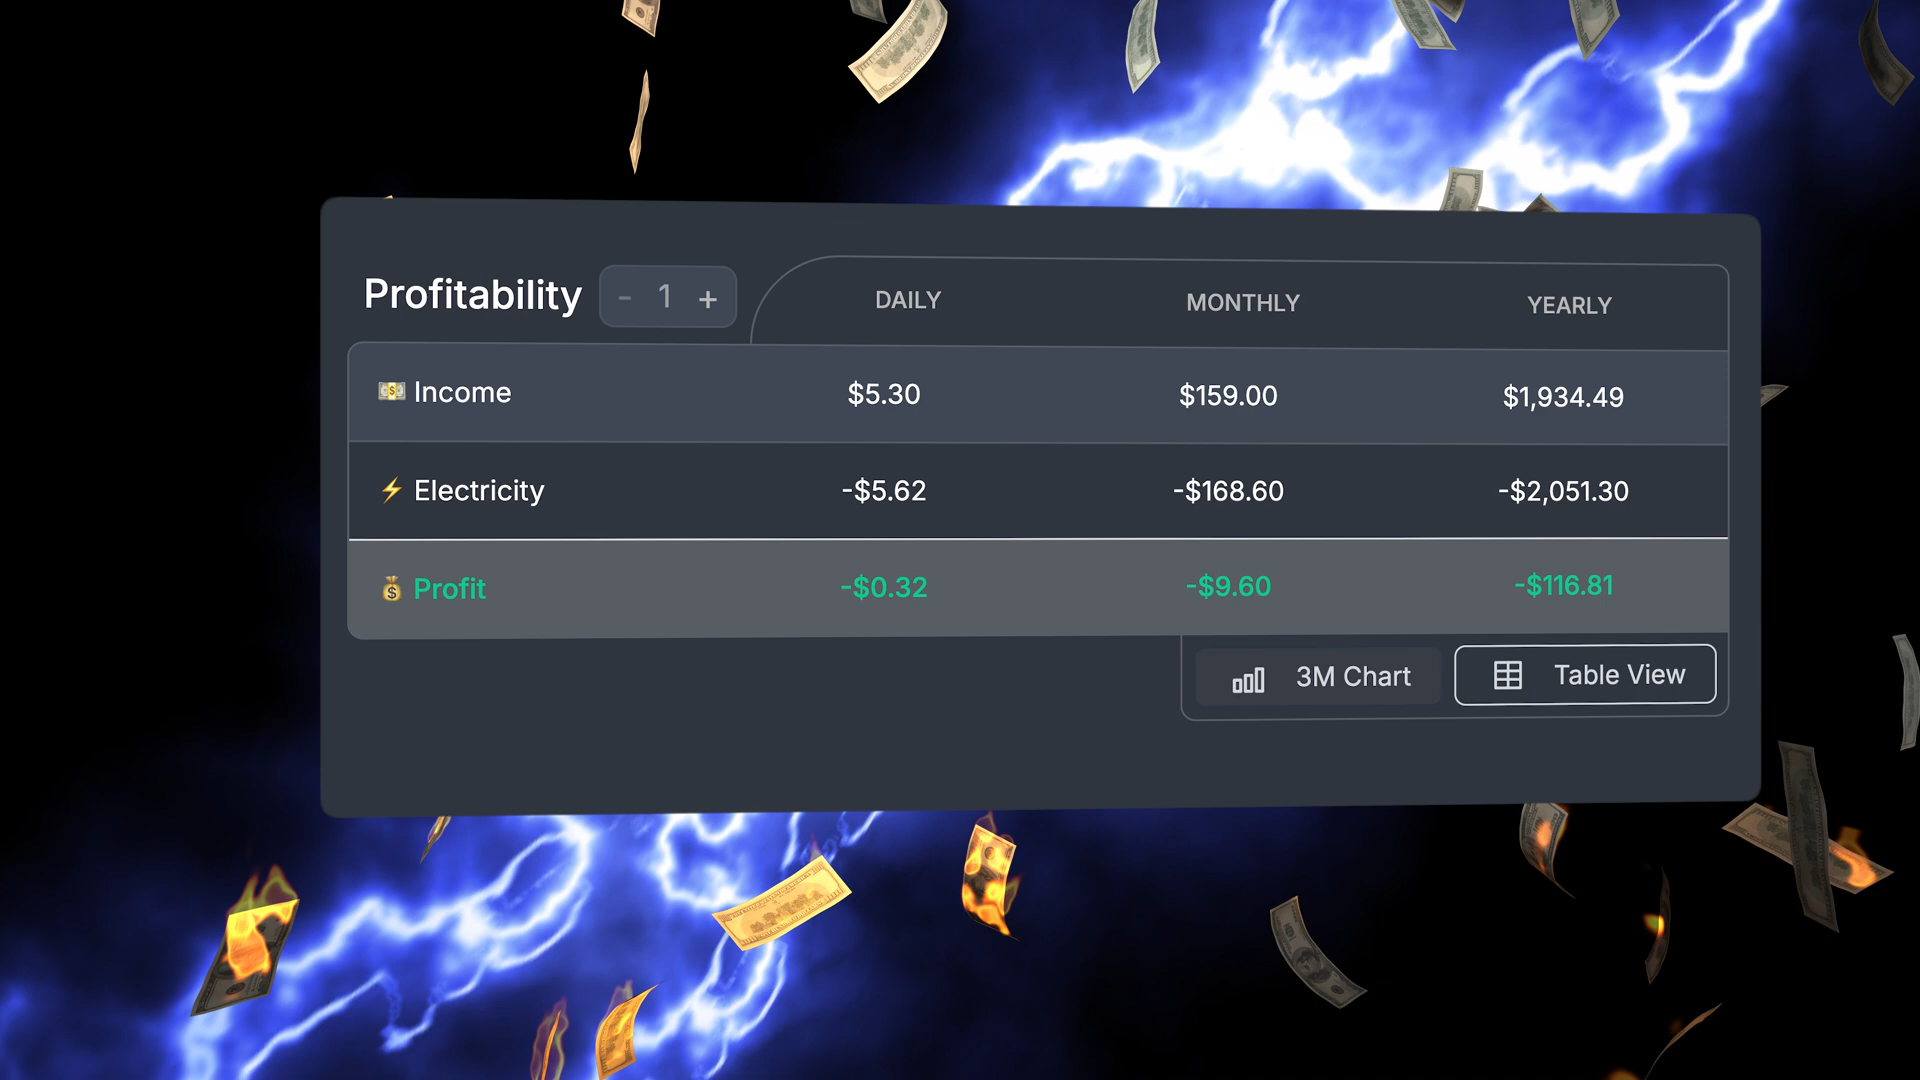 Profitability - 1 + DAILY MONTHLY YEARLY
Income $5.30 $159.00 $1,934.49
Electricity -$5.62 -$168.60 -$2,051.30
Profit -$0.32 -$9.60 -$116.81
3M Chart Table View